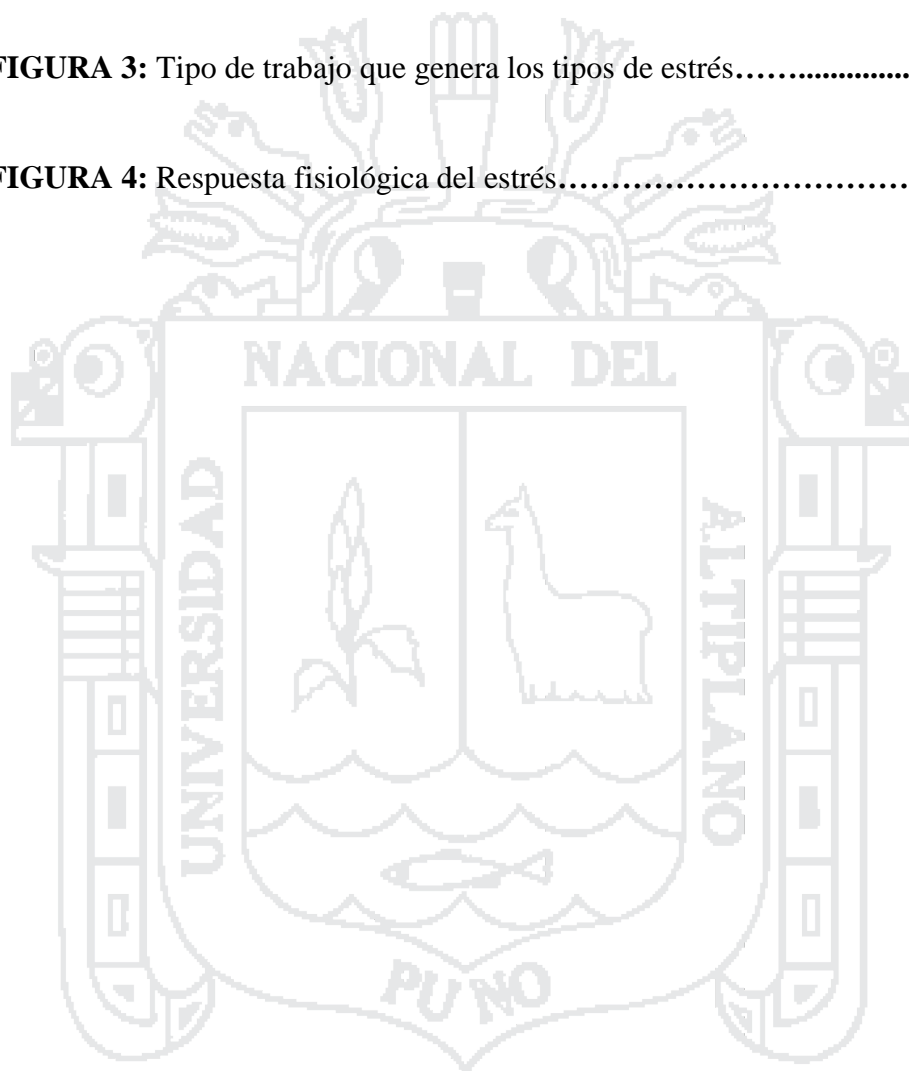 FIGURA 3: Tipo de trabajo que genera los tipos de estrés……..............
FIGURA 4: Respuesta fisiológica del estrés……………………………
NACIONAL DEL
UNIVERSIDAD
ALTIPLANO
PUNO